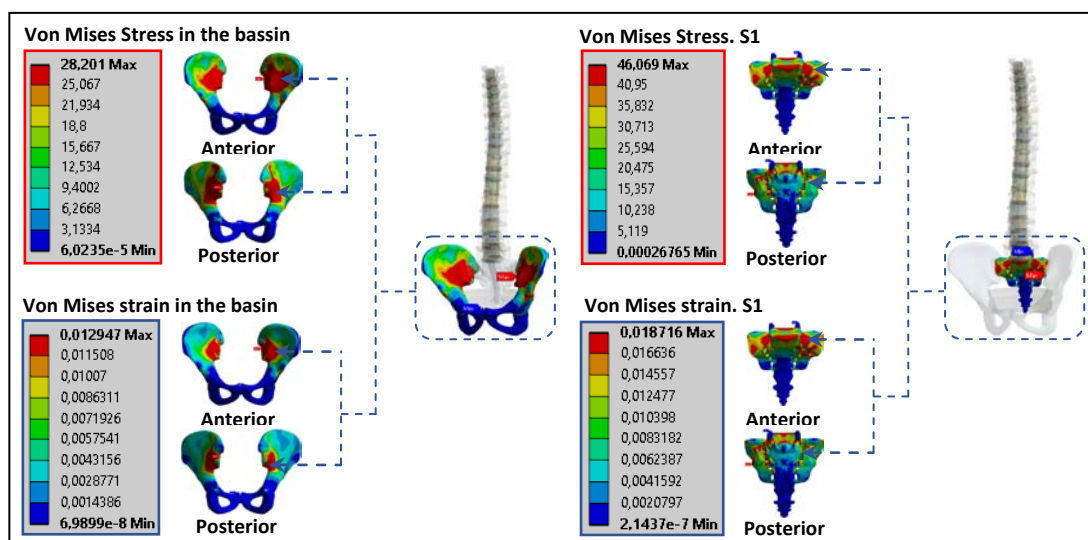 Von Mises Stress in the bassin
28,201 Max
25,067
21,934
18,8
15,667
12,534
9,4002
6,2668
3,1334
6,0235e-5 Min
Anterior
Posterior
Von Mises strain in the basin
0,012947 Max
0,011508
0,01007
0,0086311
0,0071926
0,0057541
0,0043156
0,0028771
0,0014386
6,9899e-8 Min
Anterior
Posterior
Von Mises Stress. S1
46,069 Max
40,95
35,832
30,713
25,594
20,475
15,357
10,238
5,119
0,00026765 Min
Anterior
Posterior
Von Mises strain. S1
0,018716 Max
0,016636
0,014557
0,012477
0,010398
0,0083182
0,0062387
0,0041592
0,0020797
2,1437e-7 Min
Anterior
Posterior